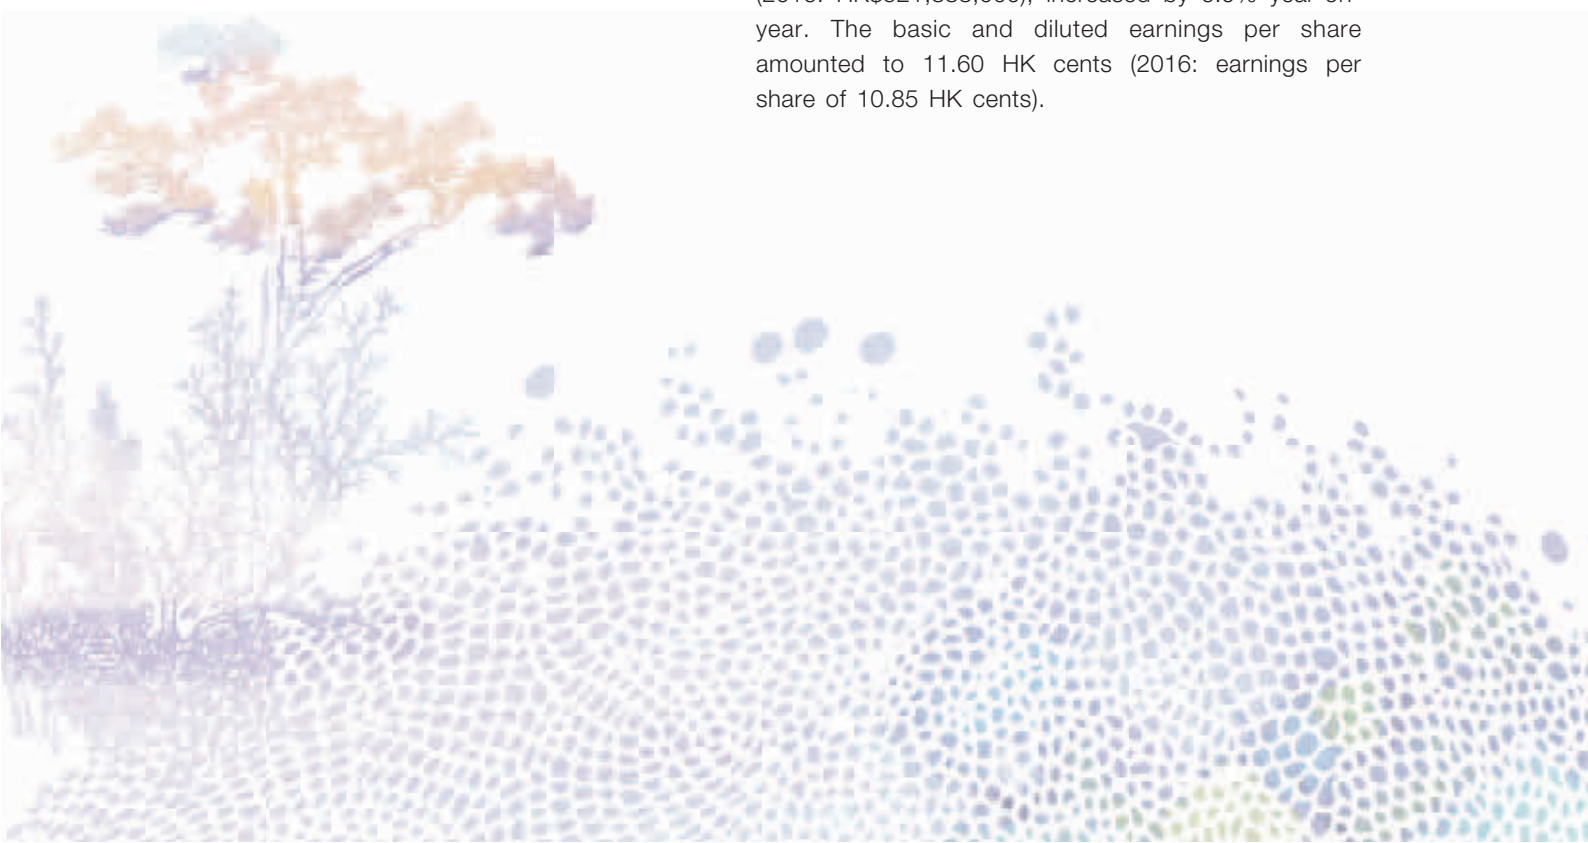 year. The basic and diluted earnings per share
amounted to 11.60 HK cents (2016: earnings per
share of 10.85 HK cents).